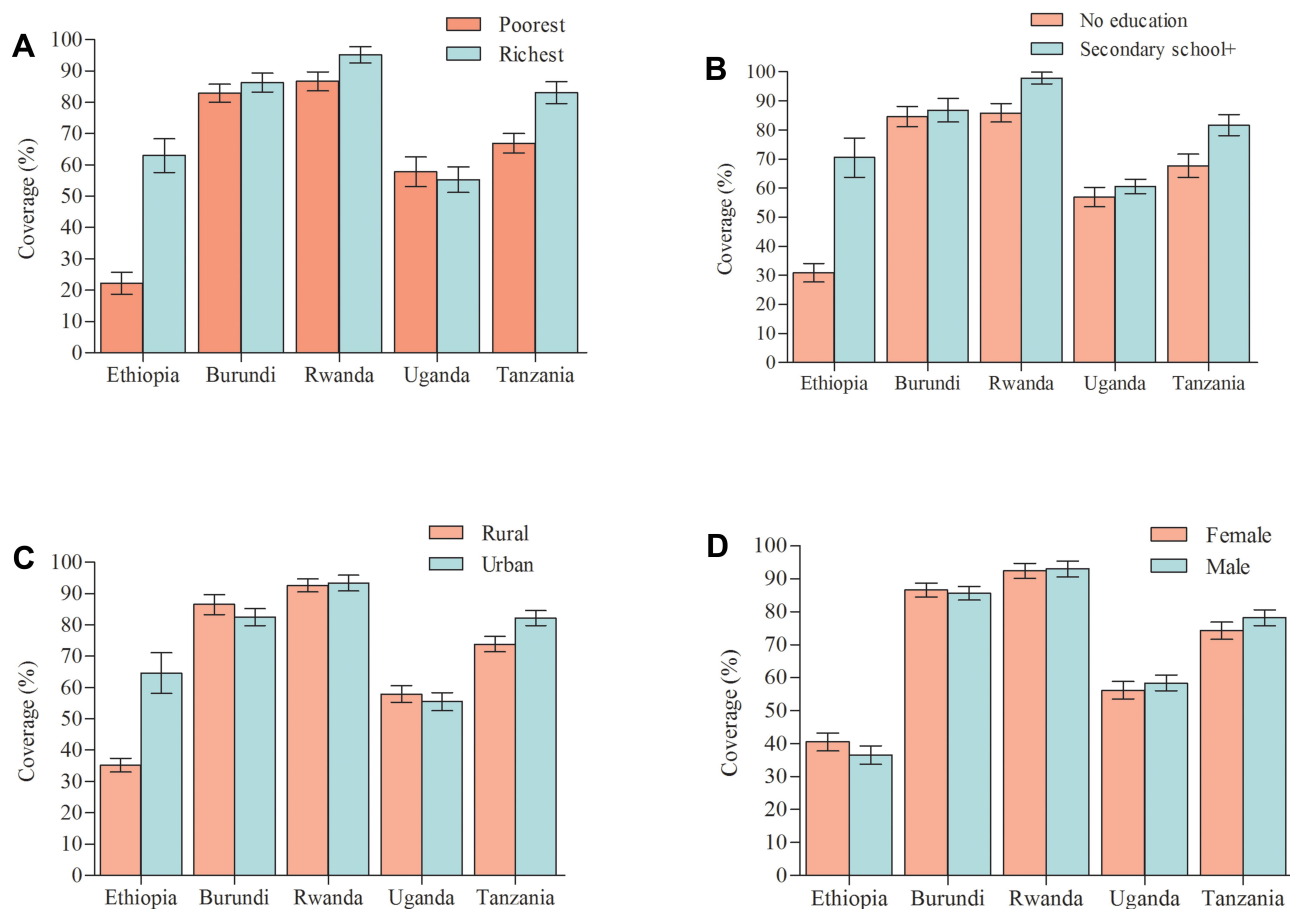 A
Poorest
Richest
Coverage (%)
100
90
80
70
60
50
40
30
20
10
0
Ethiopia Burundi Rwanda Uganda Tanzania
B
No education
Secondary school+
Coverage (%)
100
90
80
70
60
50
40
30
20
10
0
Ethiopia Burundi Rwanda Uganda Tanzania
C
Rural
Urban
Coverage (%)
100
90
80
70
60
50
40
30
20
10
0
Ethiopia Burundi Rwanda Uganda Tanzania
D
Female
Male
Coverage (%)
100
90
80
70
60
50
40
30
20
10
0
Ethiopia Burundi Rwanda Uganda Tanzania